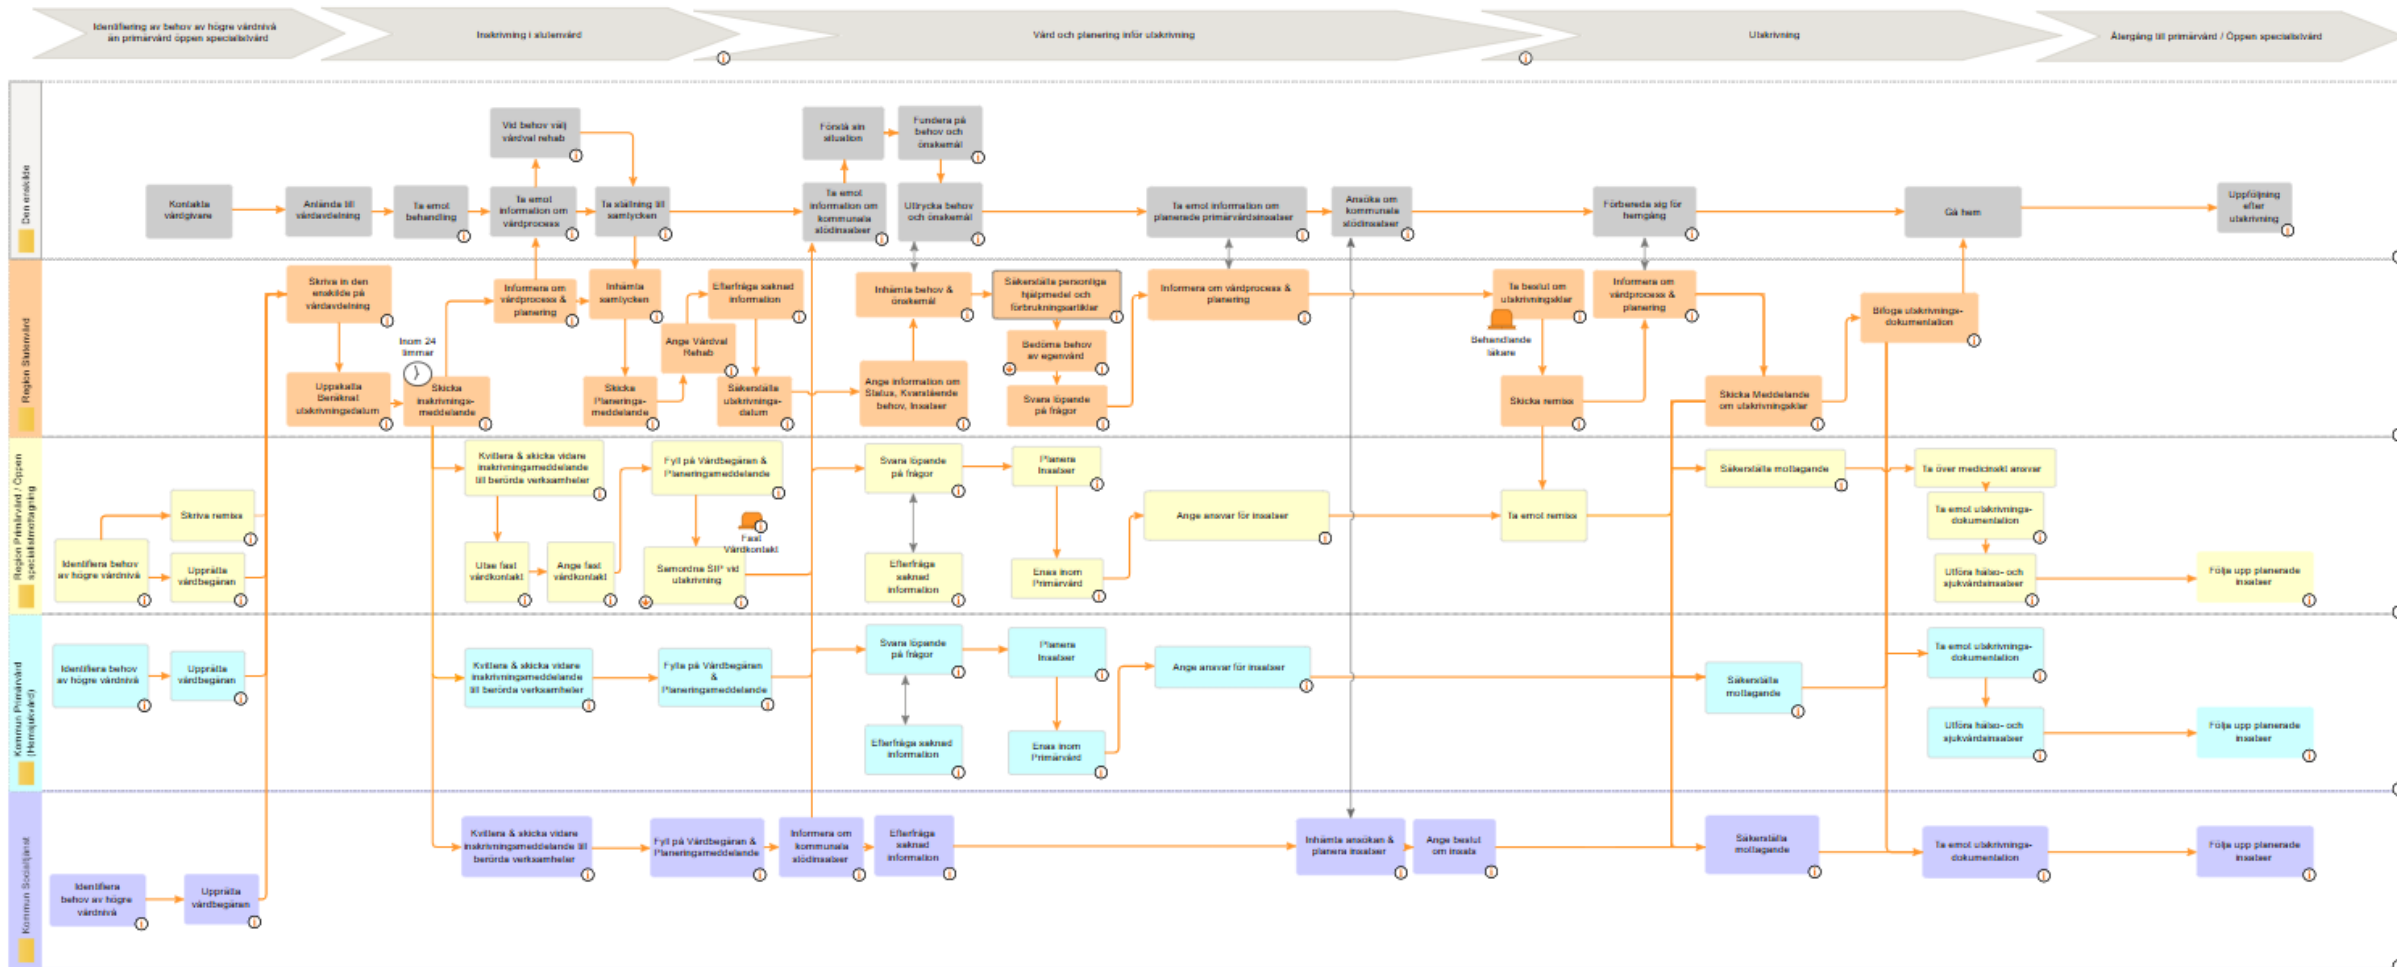 Identifiering av behov av högre vårdnivå
än primärvård öppen specialistvård
Inskrivning i slutenvård
Vård och planering inför utskrivning
Utskrivning
Återgång till primärvård / Öppen specialistvård
Den enskilde
Kontakta
vårdgivare
Anlända till
vårdavdelning
Ta emot
behandling
Vid behov välj
vårdval rehab
Ta emot
information om
vårdprocess
Ta ställning till
samtycken
Förstå sin
situation
Fundera på
behov och
önskemål
Ta emot
information om
kommunala
stödinsatser
Uttrycka behov
och önskemål
Ta emot information om
planerade primärvårdsinsatser
Ansöka om
kommunala
stödinsatser
Förbereda sig för
hemgång
Gå hem
Uppföljning
efter
utskrivning
Region Slutenvård
Skriva in den
enskilde på
vårdavdelning
Uppskatta
Beräknat
utskrivningsdatum
Inom 24
timmar
Skicka
inskrivnings-
meddelande
Informera om
vårdprocess &
planering
Inhämta
samtycken
Skicka
Planerings-
meddelande
Ange Vårdval
Rehab
Efterfråga saknad
information
Säkerställa
utskrivnings-
datum
Ange information om
Status, Kvarstående
behov, Insatser
Inhämta behov &
önskemål
Säkerställa personliga
hjälpmedel och
förbrukningsartiklar
Bedöma behov
av egenvård
Svara löpande
på frågor
Informera om vårdprocess &
planering
Ta beslut om
utskrivningsklar
Behandlande
läkare
Skicka remiss
Informera om
vårdprocess &
planering
Skicka Meddelande
om utskrivningsklar
Bifoga utskrivnings-
dokumentation
Region Primärvård / Öppen
specialistmottagning
Identifiera behov
av högre vårdnivå
Skriva remiss
Upprätta
vårdbegäran
Kvittera & skicka vidare
inskrivningsmeddelande
till berörda verksamheter
Utse fast
vårdkontakt
Ange fast
vårdkontakt
Fyll på Vårdbegäran &
Planeringsmeddelande
Fast
Vårdkontakt
Samordna SIP vid
utskrivning
Svara löpande
på frågor
Efterfråga
saknad
information
Planera
Insatser
Enas inom
Primärvård
Ange ansvar för insatser
Ta emot remiss
Säkerställa mottagande
Ta över medicinskt ansvar
Ta emot utskrivnings-
dokumentation
Utföra hälso- och
sjukvårdsinsatser
Följa upp planerade
insatser
Kommun Primärvård
(Hemsjukvård)
Identifiera behov
av högre vårdnivå
Upprätta
vårdbegäran
Kvittera & skicka vidare
inskrivningsmeddelande
till berörda verksamheter
Fylla på Vårdbegäran
&
Planeringsmeddelande
Svara löpande
på frågor
Efterfråga saknad
information
Planera
Insatser
Enas inom
Primärvård
Ange ansvar för insatser
Säkerställa
mottagande
Ta emot utskrivnings-
dokumentation
Utföra hälso- och
sjukvårdsinsatser
Följa upp planerade
insatser
Kommun Socialtjänst
Identifiera
behov av högre
vårdnivå
Upprätta
vårdbegäran
Kvittera & skicka vidare
inskrivningsmeddelande till
berörda verksamheter
Fyll på Vårdbegäran &
Planeringsmeddelande
Informera om
kommunala
stödinsatser
Efterfråga
saknad
information
Inhämta ansökan &
planera insatser
Ange beslut
om insats
Säkerställa
mottagande
Ta emot utskrivnings-
dokumentation
Följa upp planerade
insatser